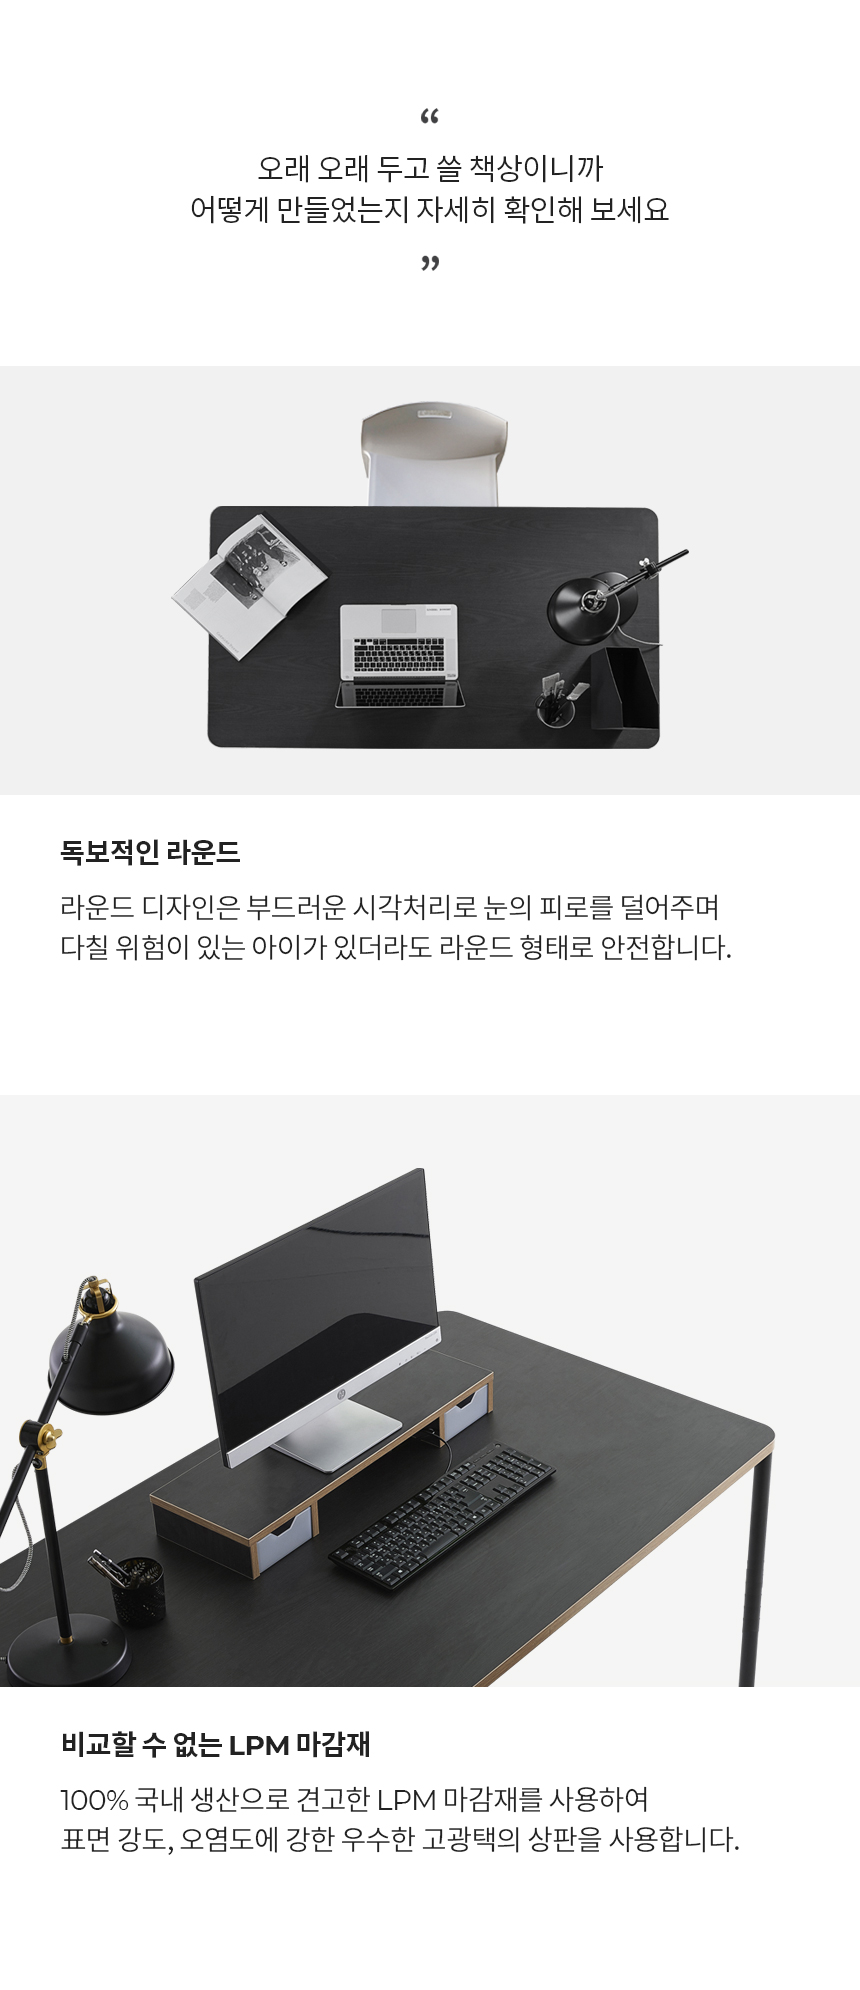 “
오래 오래 두고 쓸 책상이니까
어떻게 만들었는지 자세히 확인해 보세요
”
독보적인 라운드
라운드 디자인은 부드러운 시각처리로 눈의 피로를 덜어주며
다칠 위험이 있는 아이가 있더라도 라운드 형태로 안전합니다.
hp
비교할 수 없는 LPM 마감재
100% 국내 생산으로 견고한 LPM 마감재를 사용하여
표면 강도, 오염도에 강한 우수한 고광택의 상판을 사용합니다.